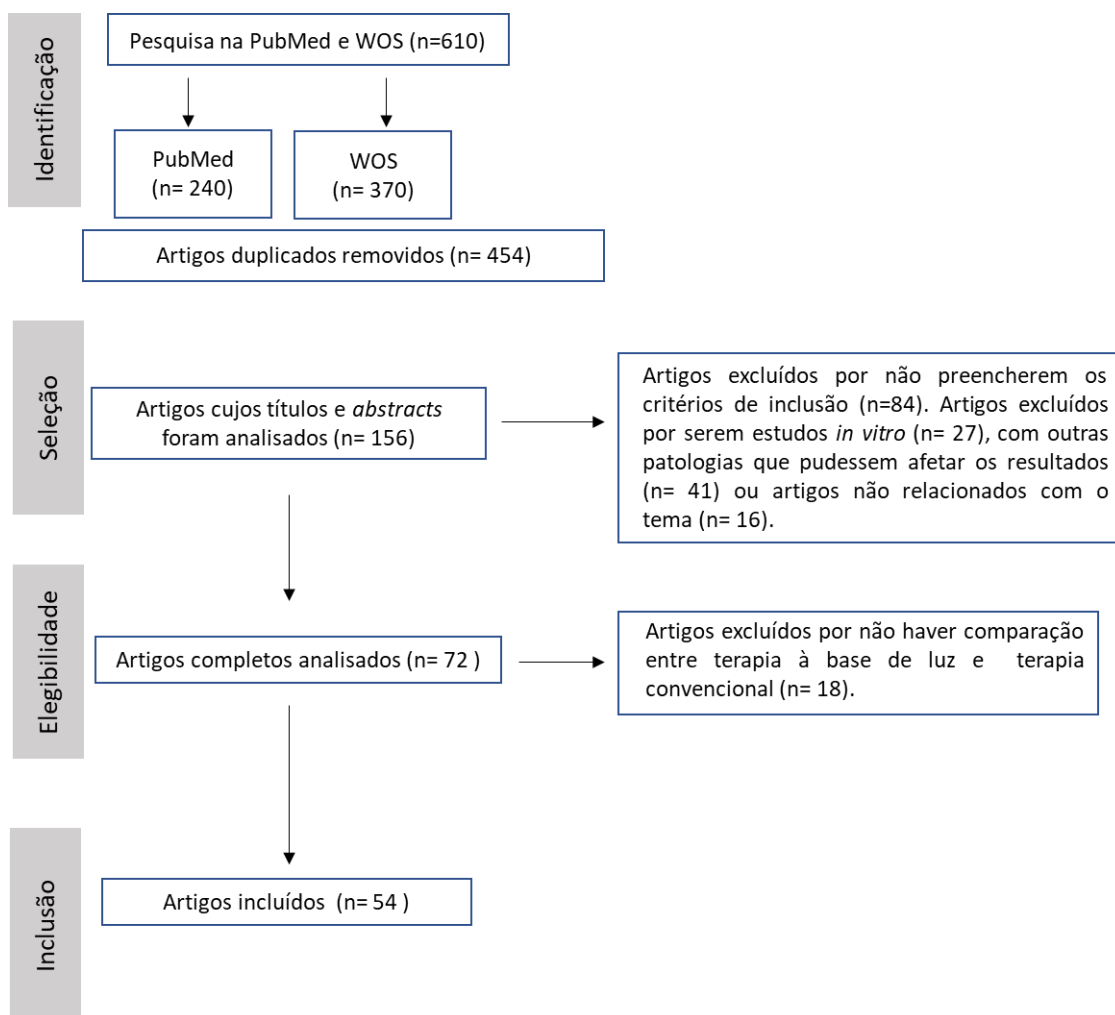 Identificação
Pesquisa na PubMed e WOS (n=610)
PubMed
(n= 240)
WOS
(n= 370)
Artigos duplicados removidos (n= 454)
Seleção
Artigos cujos títulos e abstracts
foram analisados (n= 156)
Artigos excluídos por não preencherem os
critérios de inclusão (n=84). Artigos excluídos
por serem estudos in vitro (n= 27), com outras
patologias que pudessem afetar os resultados
(n= 41) ou artigos não relacionados com o
tema (n= 16).
Elegibilidade
Artigos completos analisados (n= 72 )
Artigos excluídos por não haver comparação
entre terapia à base de luz e terapia
convencional (n= 18).
Inclusão
Artigos incluídos (n= 54 )